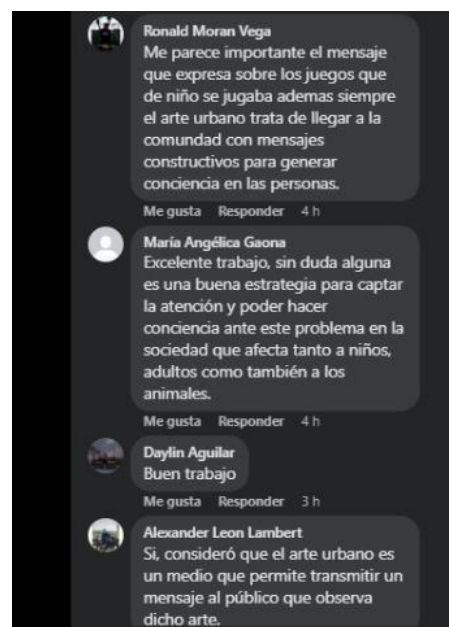 Ronald Moran Vega
Me parece importante el mensaje
que expresa sobre los juegos que
de niño se jugaba ademas siempre
el arte urbano trata de llegar a la
comundad con mensajes
constructivos para generar
conciencia en las personas.
Me gusta Responder 4 h
María Angélica Gaona
Excelente trabajo, sin duda alguna
es una buena estrategia para captar
la atención y poder hacer
conciencia ante este problema en la
sociedad que afecta tanto a niños,
adultos como también a los
animales.
Me gusta Responder 4 h
Daylin Aguilar
Buen trabajo
Me gusta Responder 3 h
Alexander Leon Lambert
Si, consideró que el arte urbano es
un medio que permite transmitir un
mensaje al público que observa
dicho arte.